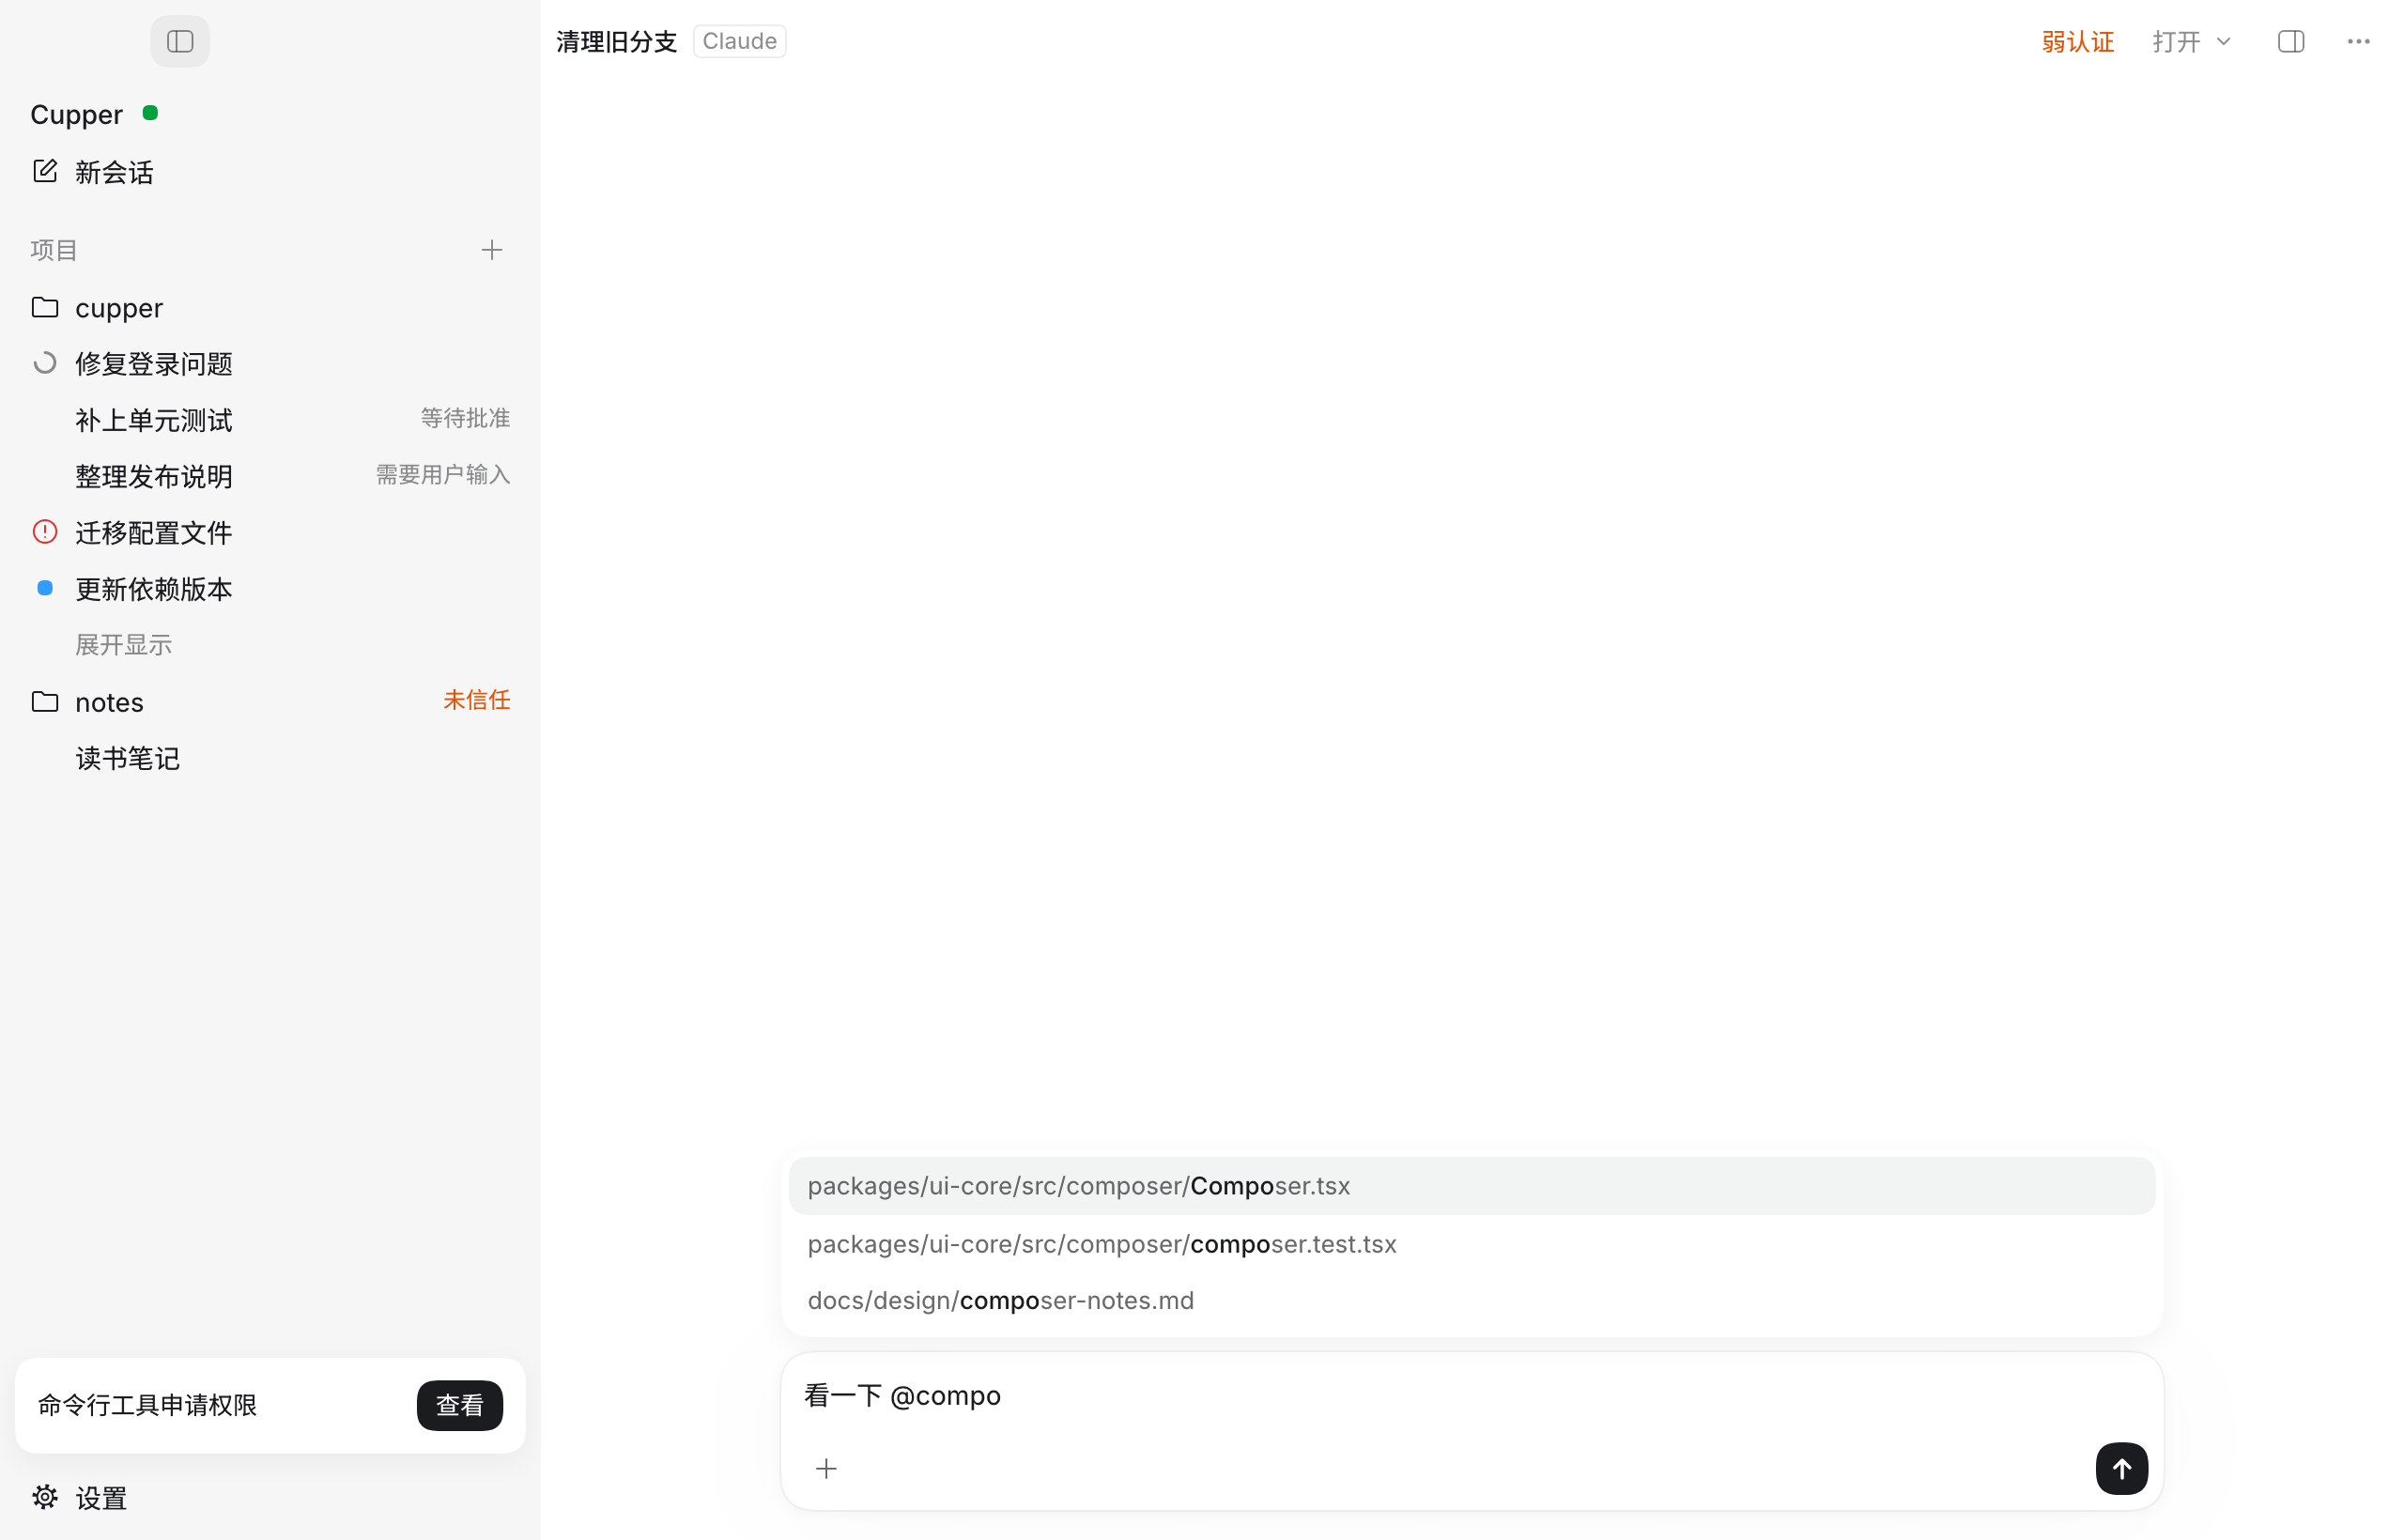 Cupper
新会话
项目
cupper
修复登录问题
补上单元测试 等待批准
整理发布说明 需要用户输入
迁移配置文件
更新依赖版本
展开显示
notes 未信任
读书笔记
命令行工具申请权限 查看
设置
清理旧分支 Claude 弱认证 打开
packages/ui-core/src/composer/Composer.tsx
packages/ui-core/src/composer/composer.test.tsx
docs/design/composer-notes.md
看一下 @compo